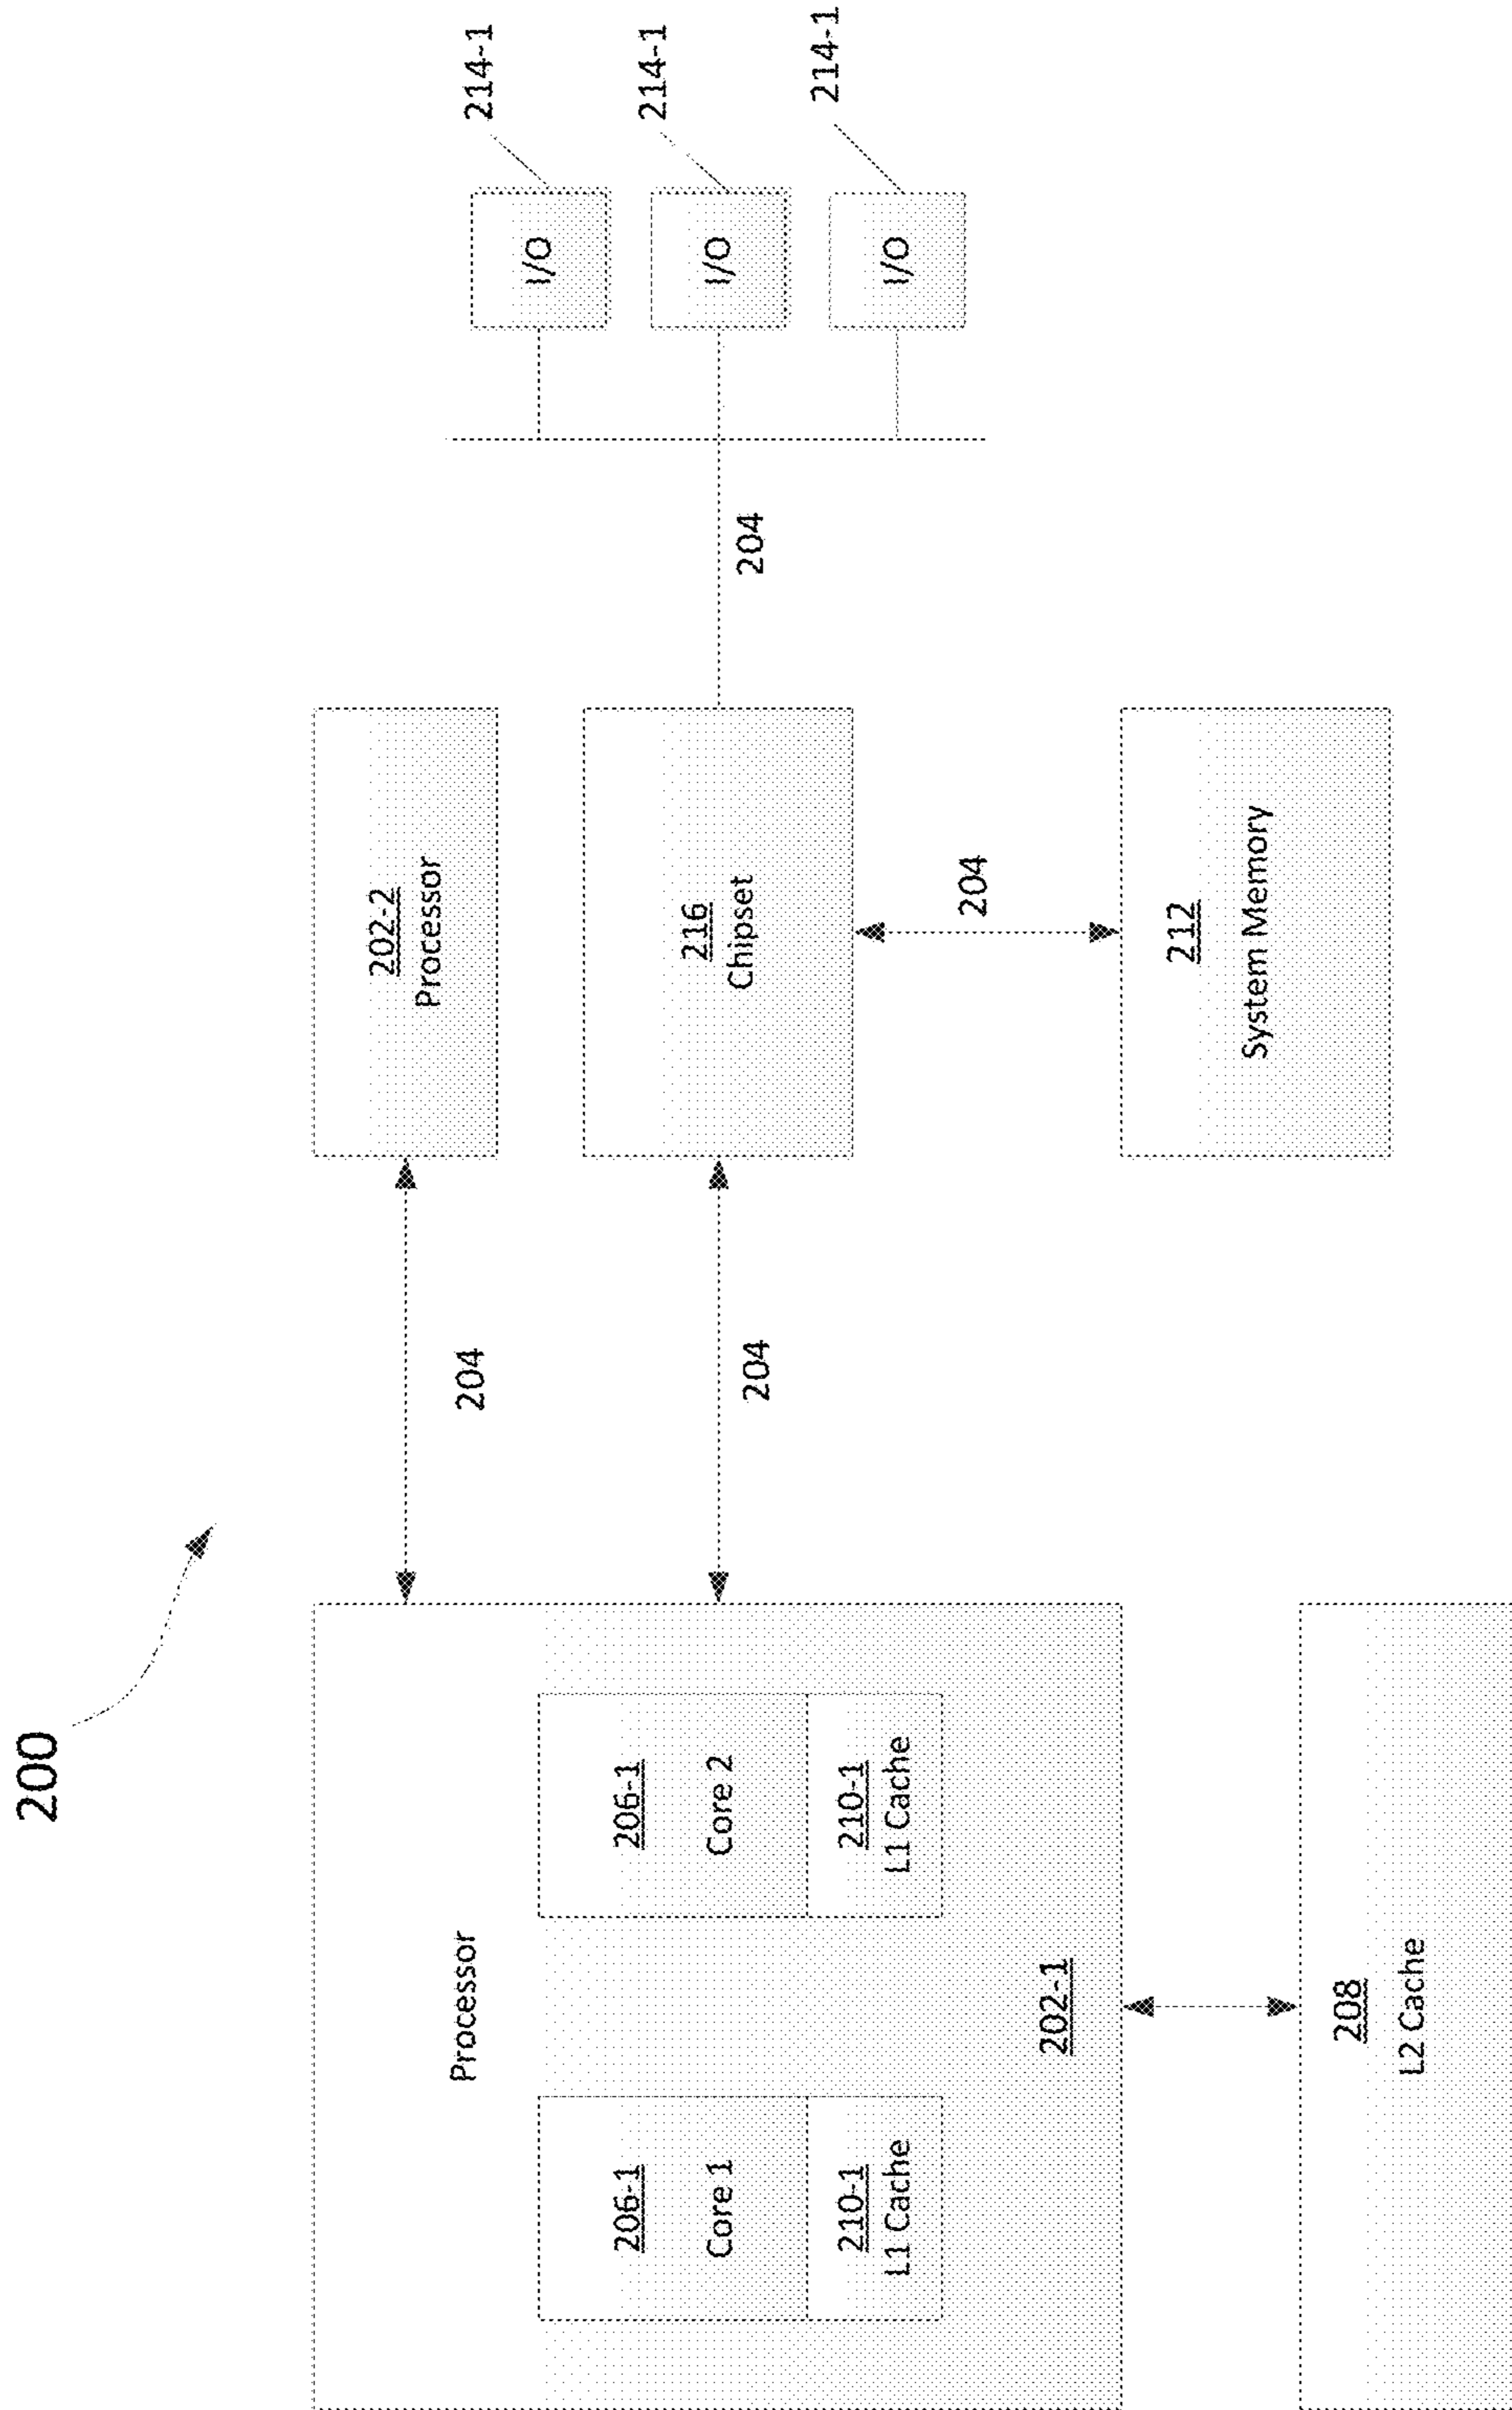 200
Processor
206-1
Core 1
210-1
L1 Cache
206-1
Core 2
210-1
L1 Cache
202-1
208
L2 Cache
204
204
202-2
Processor
216
Chipset
204
212
System Memory
204
I/O
214-1
I/O
214-1
I/O
214-1